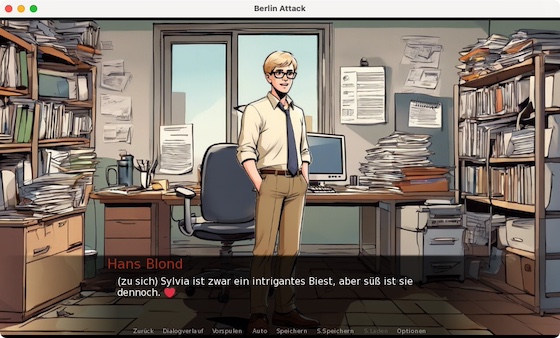 Berlin Attack
Hans Blond
(zu sich) Sylvia ist zwar ein intrigantes Biest, aber süß ist sie
dennoch. ❤️
Zurück Dialogverlauf Vorspulen Auto Speichern S.Speichern S.Laden Optionen